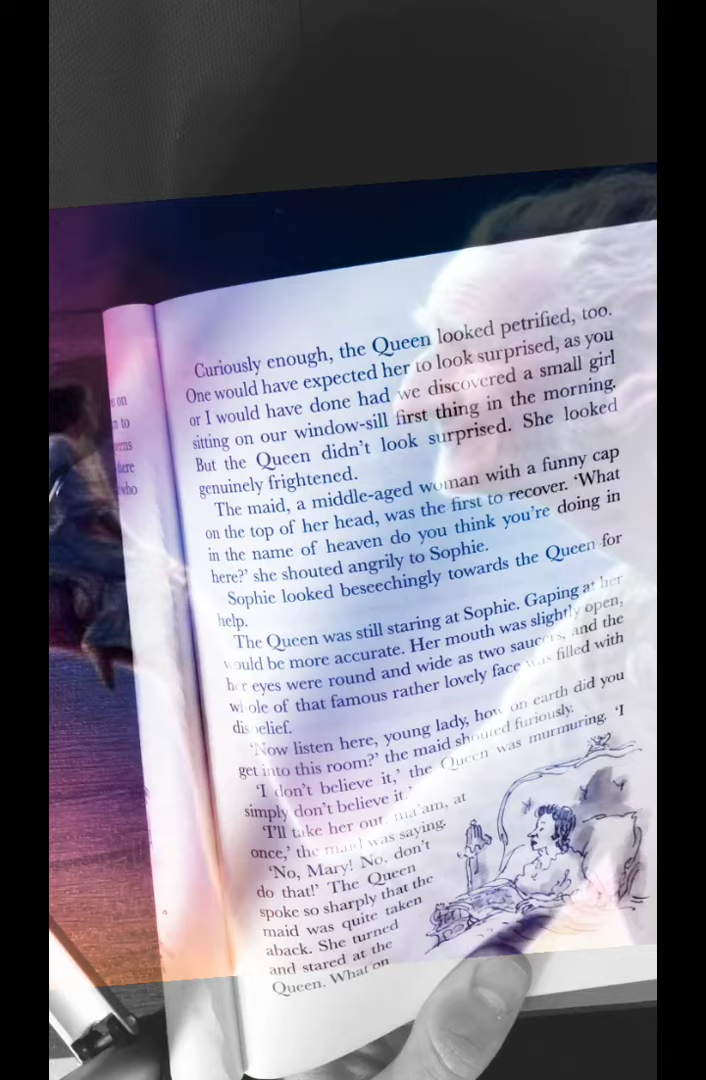 on
to
here
who
Curiously enough, the Queen looked petrified, too.
One would have expected her to look surprised, as you
or I would have done had we discovered a small girl
sitting on our window-sill first thing in the morning.
But the Queen didn't look surprised. She looked
genuinely frightened.
The maid, a middle-aged woman with a funny cap
on the top of her head, was the first to recover. 'What
in the name of heaven do you think you're doing in
here?' she shouted angrily to Sophie.
Sophie looked beseechingly towards the Queen for
help.
The Queen was still staring at Sophie. Gaping at her
would be more accurate. Her mouth was slightly open,
her eyes were round and wide as two saucers, and the
whole of that famous rather lovely face was filled with
disbelief.
'Now listen here, young lady, how on earth did you
get into this room?' the maid shouted furiously.
'I don't believe it,' the Queen was murmuring. 'I
simply don't believe it.'
'I'll take her out, ma'am, at
once,' the maid was saying.
'No, Mary! No, don't
do that!' The Queen
spoke so sharply that the
maid was quite taken
aback. She turned
and stared at the
Queen. What on